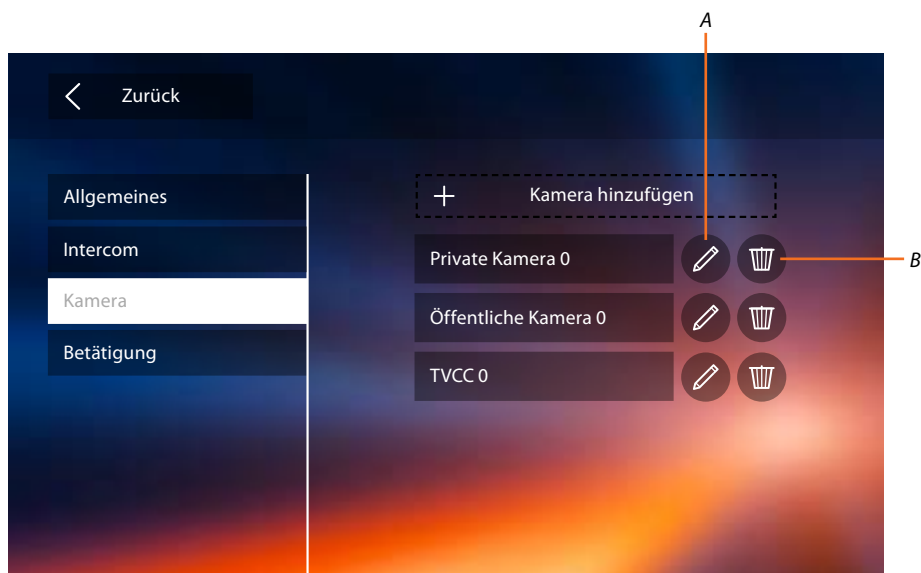 A
Zurück
Allgemeines
Intercom
Kamera
Betätigung
Kamera hinzufügen
Private Kamera 0
B
Öffentliche Kamera 0
TVCC 0